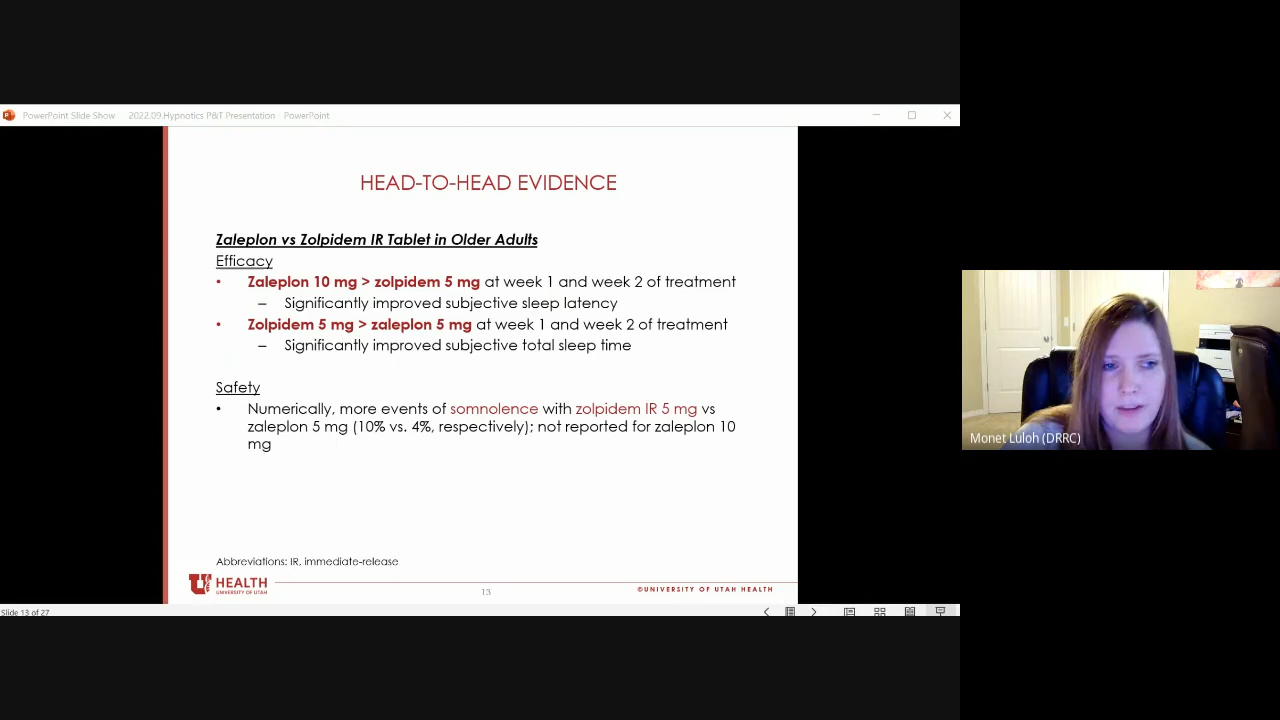 PowerPoint Slide Show 2022.09.Hypnotics P&T Presentation PowerPoint
HEAD-TO-HEAD EVIDENCE
Zaleplon vs Zolpidem IR Tablet in Older Adults
Efficacy
• Zaleplon 10 mg > zolpidem 5 mg at week 1 and week 2 of treatment
– Significantly improved subjective sleep latency
• Zolpidem 5 mg > zaleplon 5 mg at week 1 and week 2 of treatment
– Significantly improved subjective total sleep time
Safety
• Numerically, more events of somnolence with zolpidem IR 5 mg vs
zaleplon 5 mg (10% vs. 4%, respectively); not reported for zaleplon 10
mg
Abbreviations: IR, immediate-release
U HEALTH
UNIVERSITY OF UTAH
13
©UNIVERSITY OF UTAH HEALTH
Slide 13 of 27
Monet Luloh (DRRC)